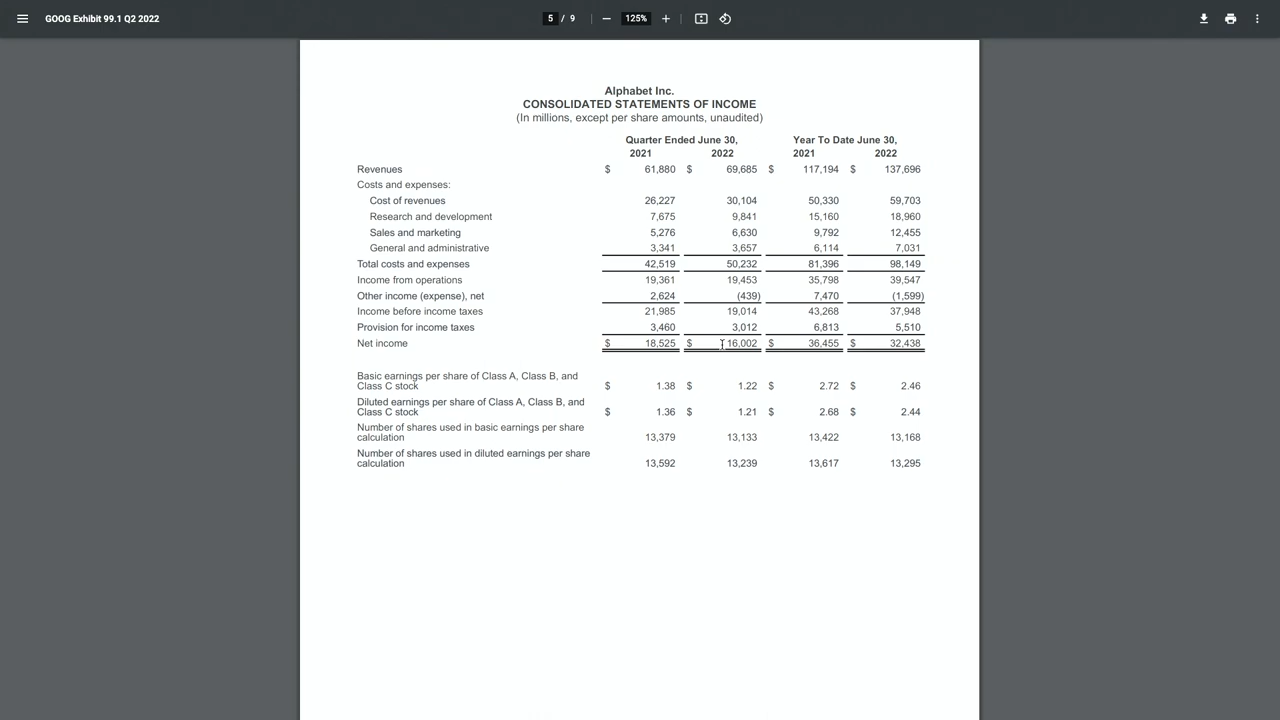 GOOG Exhibit 99.1 Q2 2022 5 / 9 125%
Alphabet Inc.
CONSOLIDATED STATEMENTS OF INCOME
(In millions, except per share amounts, unaudited)
Quarter Ended June 30, Year To Date June 30,
2021 2022 2021 2022
Revenues $ 61,880 $ 69,685 $ 117,194 $ 137,696
Costs and expenses:
Cost of revenues 26,227 30,104 50,330 59,703
Research and development 7,675 9,841 15,160 18,960
Sales and marketing 5,276 6,630 9,792 12,455
General and administrative 3,341 3,657 6,114 7,031
Total costs and expenses 42,519 50,232 81,396 98,149
Income from operations 19,361 19,453 35,798 39,547
Other income (expense), net 2,624 (439) 7,470 (1,599)
Income before income taxes 21,985 19,014 43,268 37,948
Provision for income taxes 3,460 3,012 6,813 5,510
Net income $ 18,525 $ 16,002 $ 36,455 $ 32,438
Basic earnings per share of Class A, Class B, and
Class C stock $ 1.38 $ 1.22 $ 2.72 $ 2.46
Diluted earnings per share of Class A, Class B, and
Class C stock $ 1.36 $ 1.21 $ 2.68 $ 2.44
Number of shares used in basic earnings per share
calculation 13,379 13,133 13,422 13,168
Number of shares used in diluted earnings per share
calculation 13,592 13,239 13,617 13,295